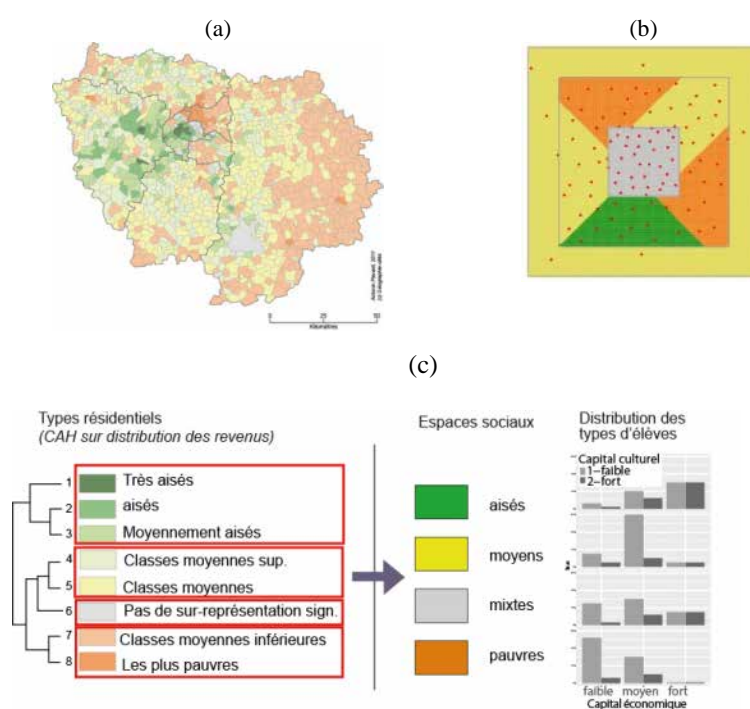 (a)
(b)
0 25 50
Kilomètres
(c)
Types résidentiels
(CAH sur distribution des revenus)
1 Très aisés
2 aisés
3 Moyennement aisés
4 Classes moyennes sup.
5 Classes moyennes
6 Pas de sur-représentation sign.
7 Classes moyennes inférieures
8 Les plus pauvres
Espaces sociaux
aisés
moyens
mixtes
pauvres
Distribution des
types d'élèves
Capital culturel
1-faible
2-fort
faible moyen fort
Capital économique